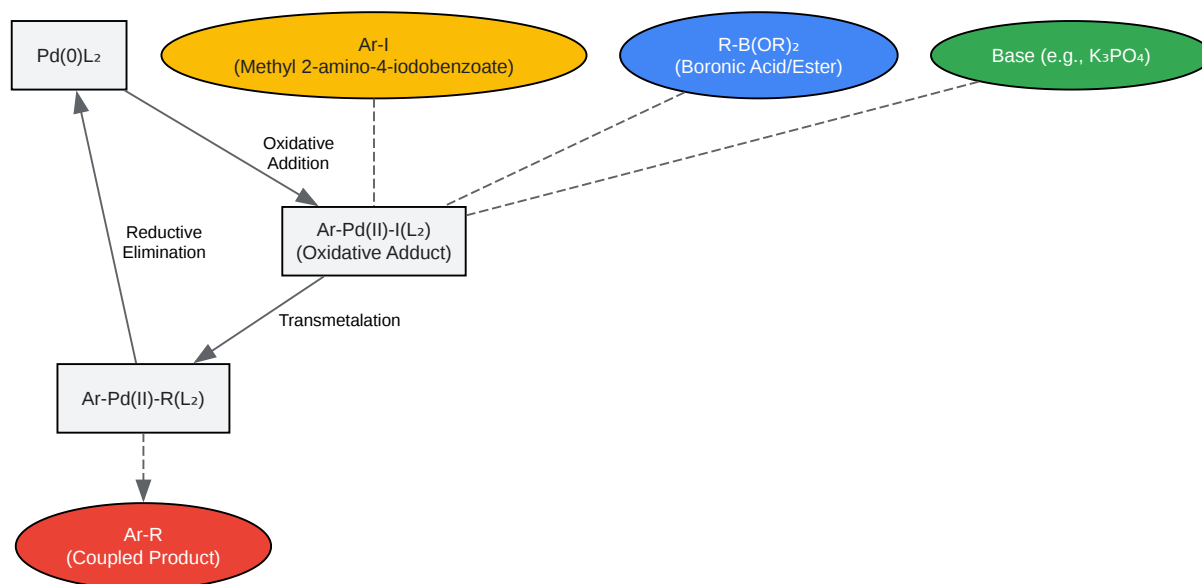 Pd(0)L₂
Ar-I
(Methyl 2-amino-4-iodobenzoate)
R-B(OR)₂
(Boronic Acid/Ester)
Base (e.g., K₃PO₄)
Oxidative
Addition
Reductive
Elimination
Ar-Pd(II)-I(L₂)
(Oxidative Adduct)
Transmetalation
Ar-Pd(II)-R(L₂)
Ar-R
(Coupled Product)